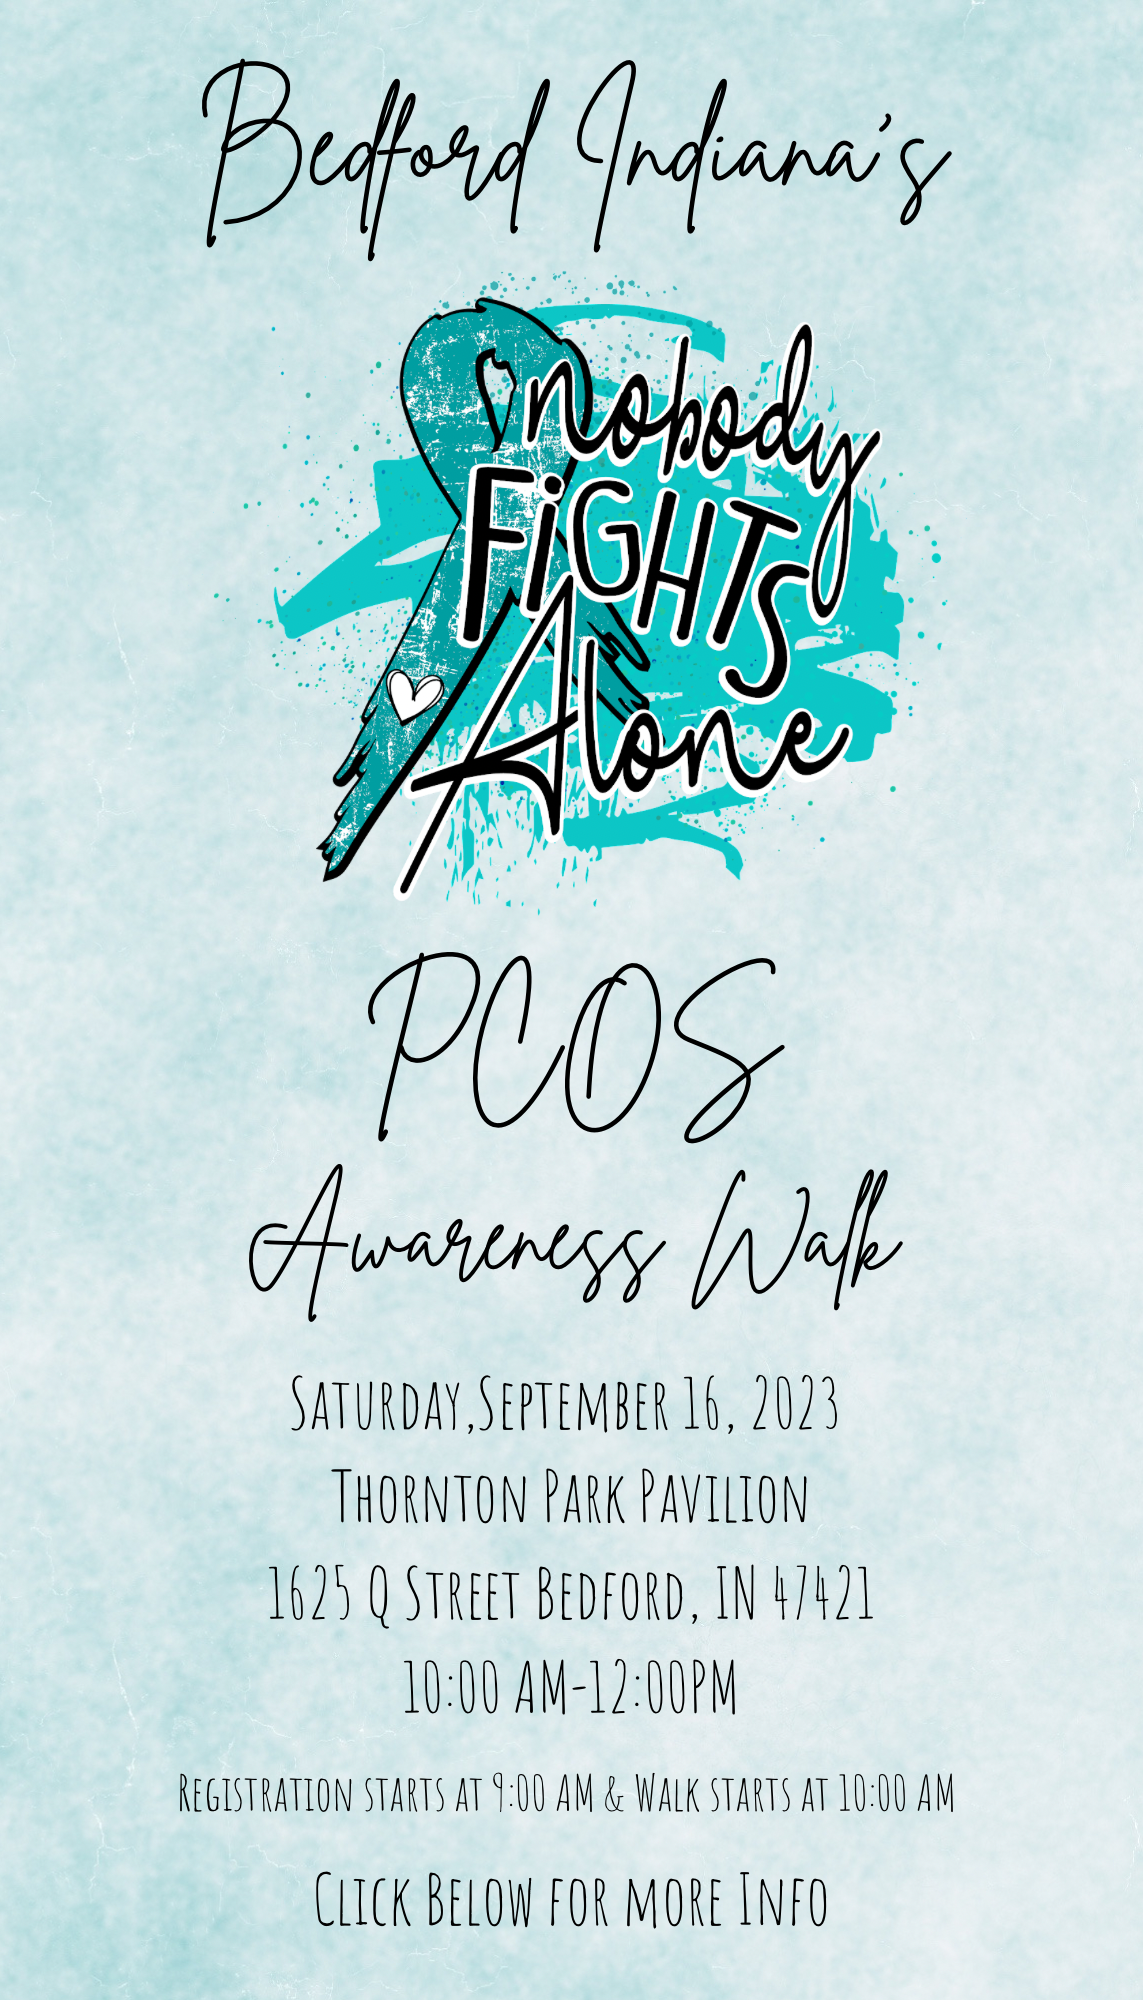 Bedford Indiana's
nobody
FiGHTS
Alone
PCOS
Awareness Walk
Saturday,September 16, 2023
Thornton Park Pavilion
1625 Q Street Bedford, IN 47421
10:00 AM-12:00PM
Registration starts at 9:00 AM & Walk starts at 10:00 AM
Click Below for more Info